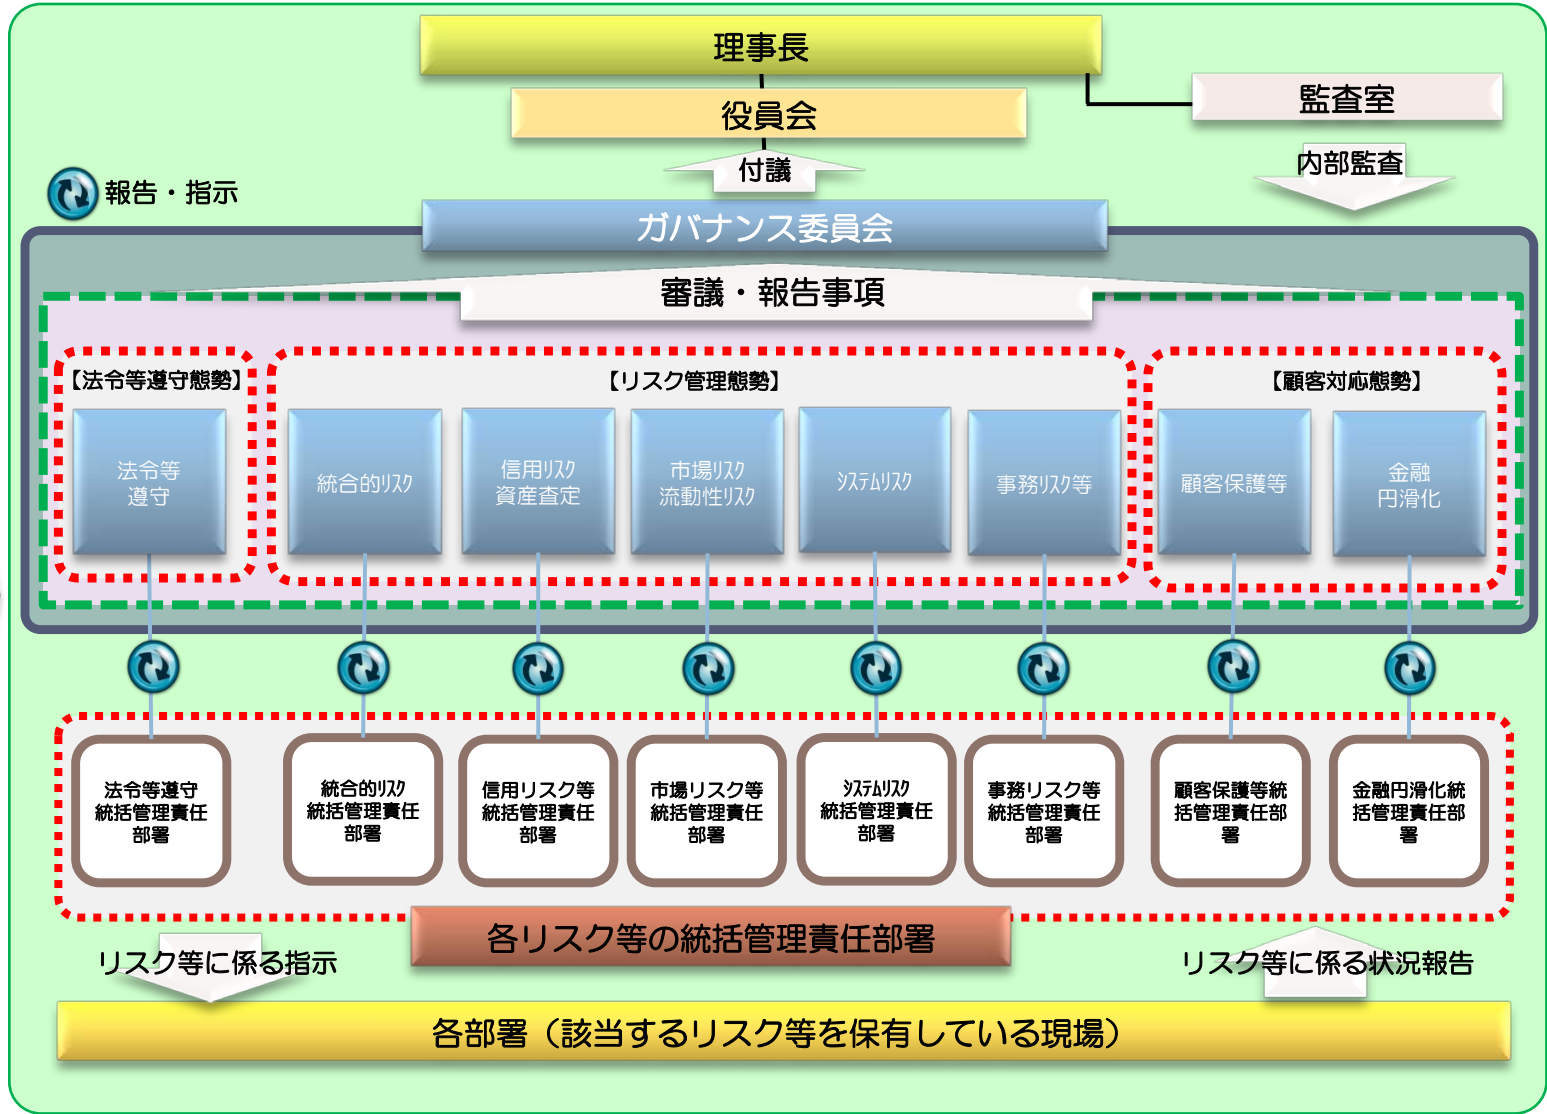 理事長
監査室
役員会
付議
内部監査
報告・指示
ガバナンス委員会
審議・報告事項
【法令等遵守態勢】
【リスク管理態勢】
【顧客対応態勢】
法令等
遵守
統合的ﾘｽｸ
信用ﾘｽｸ
資産査定
市場ﾘｽｸ
流動性ﾘｽｸ
ｼｽﾃﾑﾘｽｸ
事務ﾘｽｸ等
顧客保護等
金融
円滑化
法令等遵守
統括管理責任
部署
統合的ﾘｽｸ
統括管理責任
部署
信用リスク等
統括管理責任
部署
市場リスク等
統括管理責任
部署
ｼｽﾃﾑﾘｽｸ
統括管理責任
部署
事務リスク等
統括管理責任
部署
顧客保護等統
括管理責任部
署
金融円滑化統
括管理責任部
署
各リスク等の統括管理責任部署
リスク等に係る指示
リスク等に係る状況報告
各部署（該当するリスク等を保有している現場）